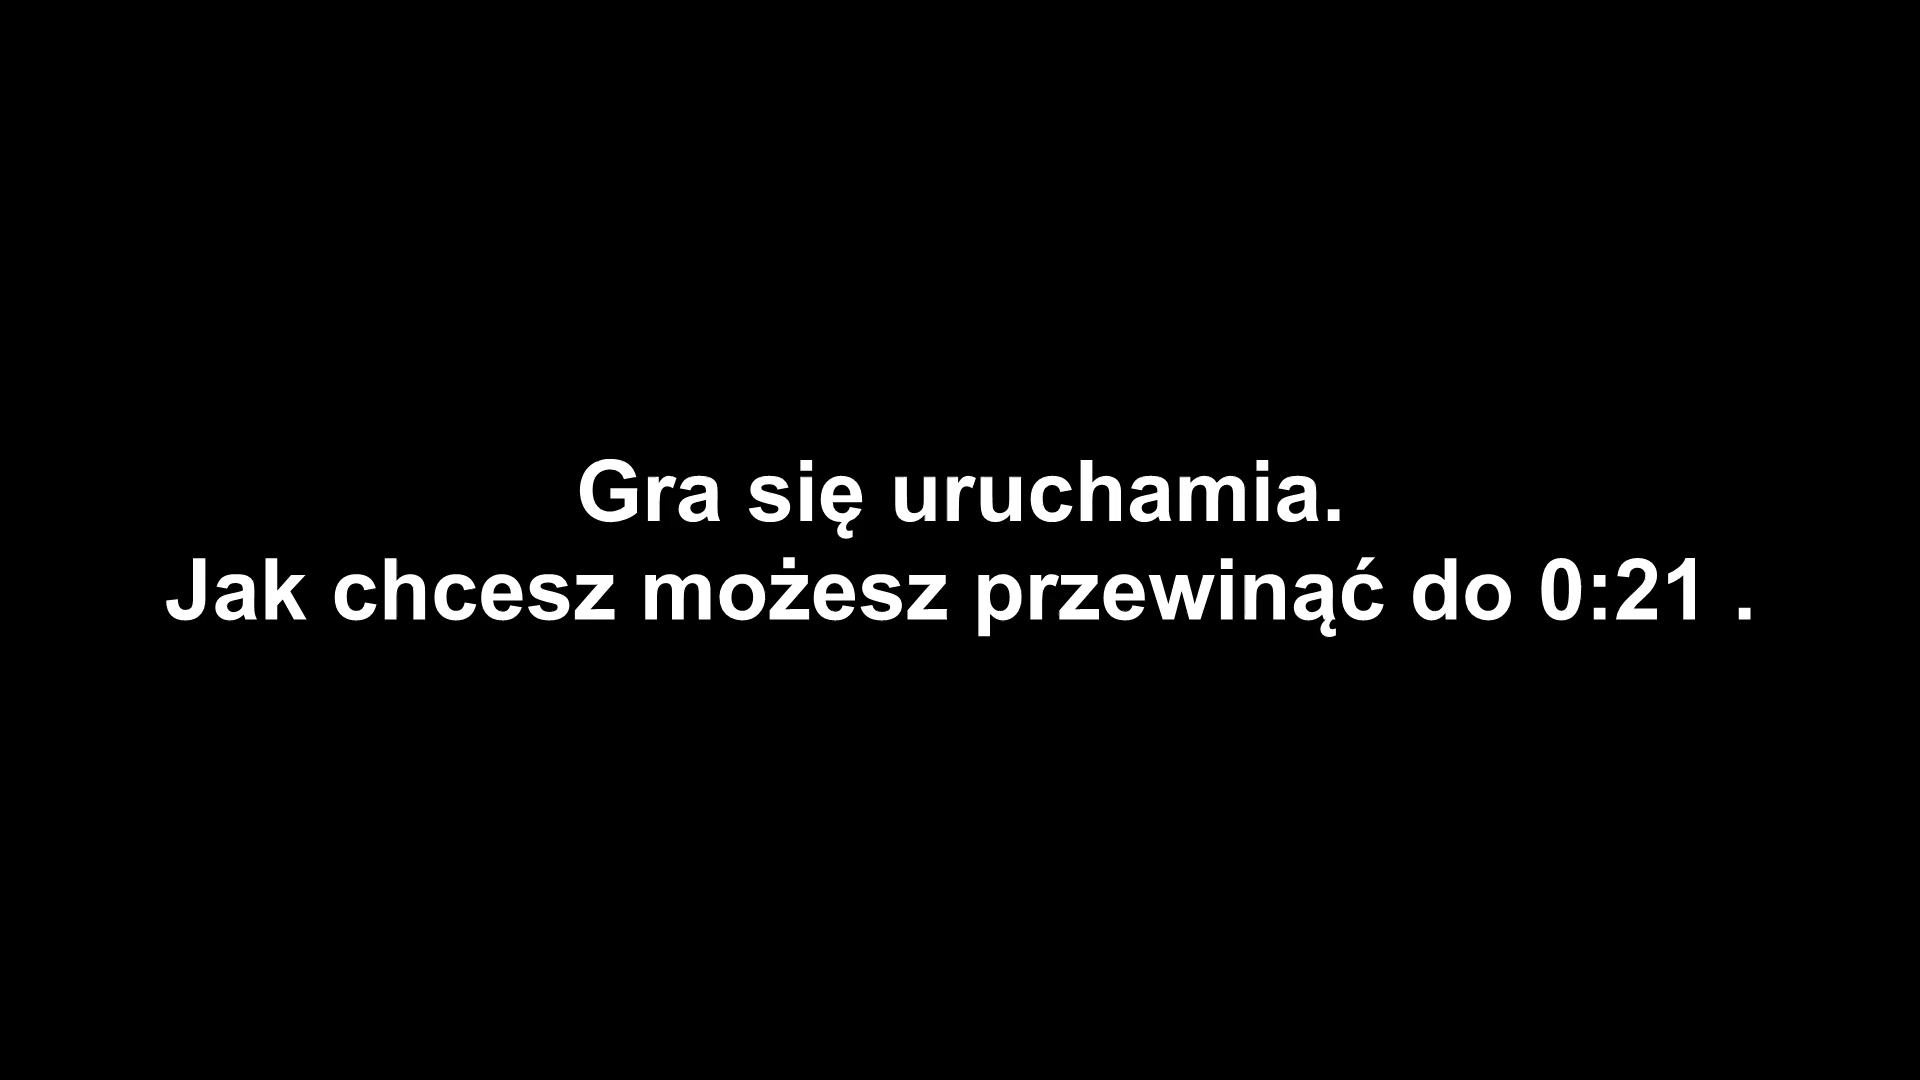 Gra się uruchamia.
Jak chcesz możesz przewinąć do 0:21 .